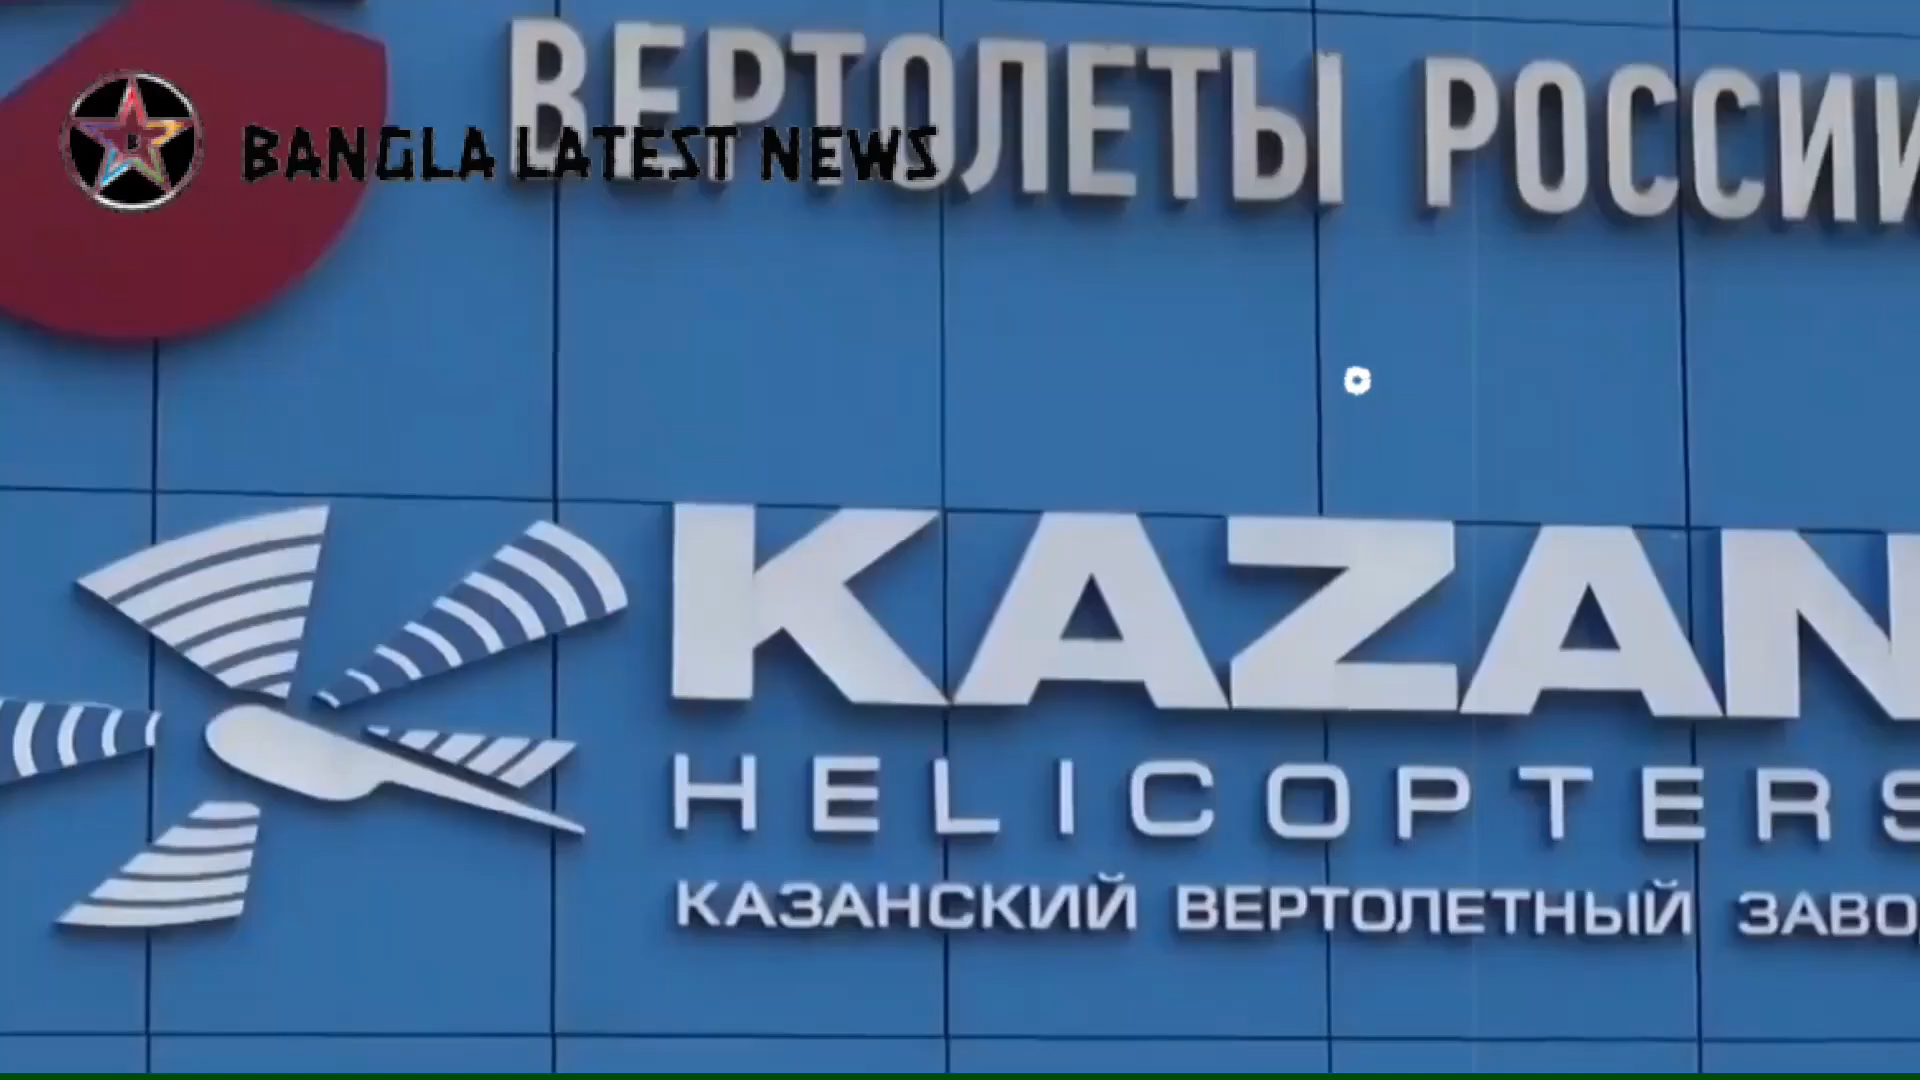 ВЕРТОЛЕТЫ РОССИИ
BANGLA LATEST NEWS
KAZAN
HELICOPTERS
КАЗАНСКИЙ ВЕРТОЛЕТНЫЙ ЗАВО